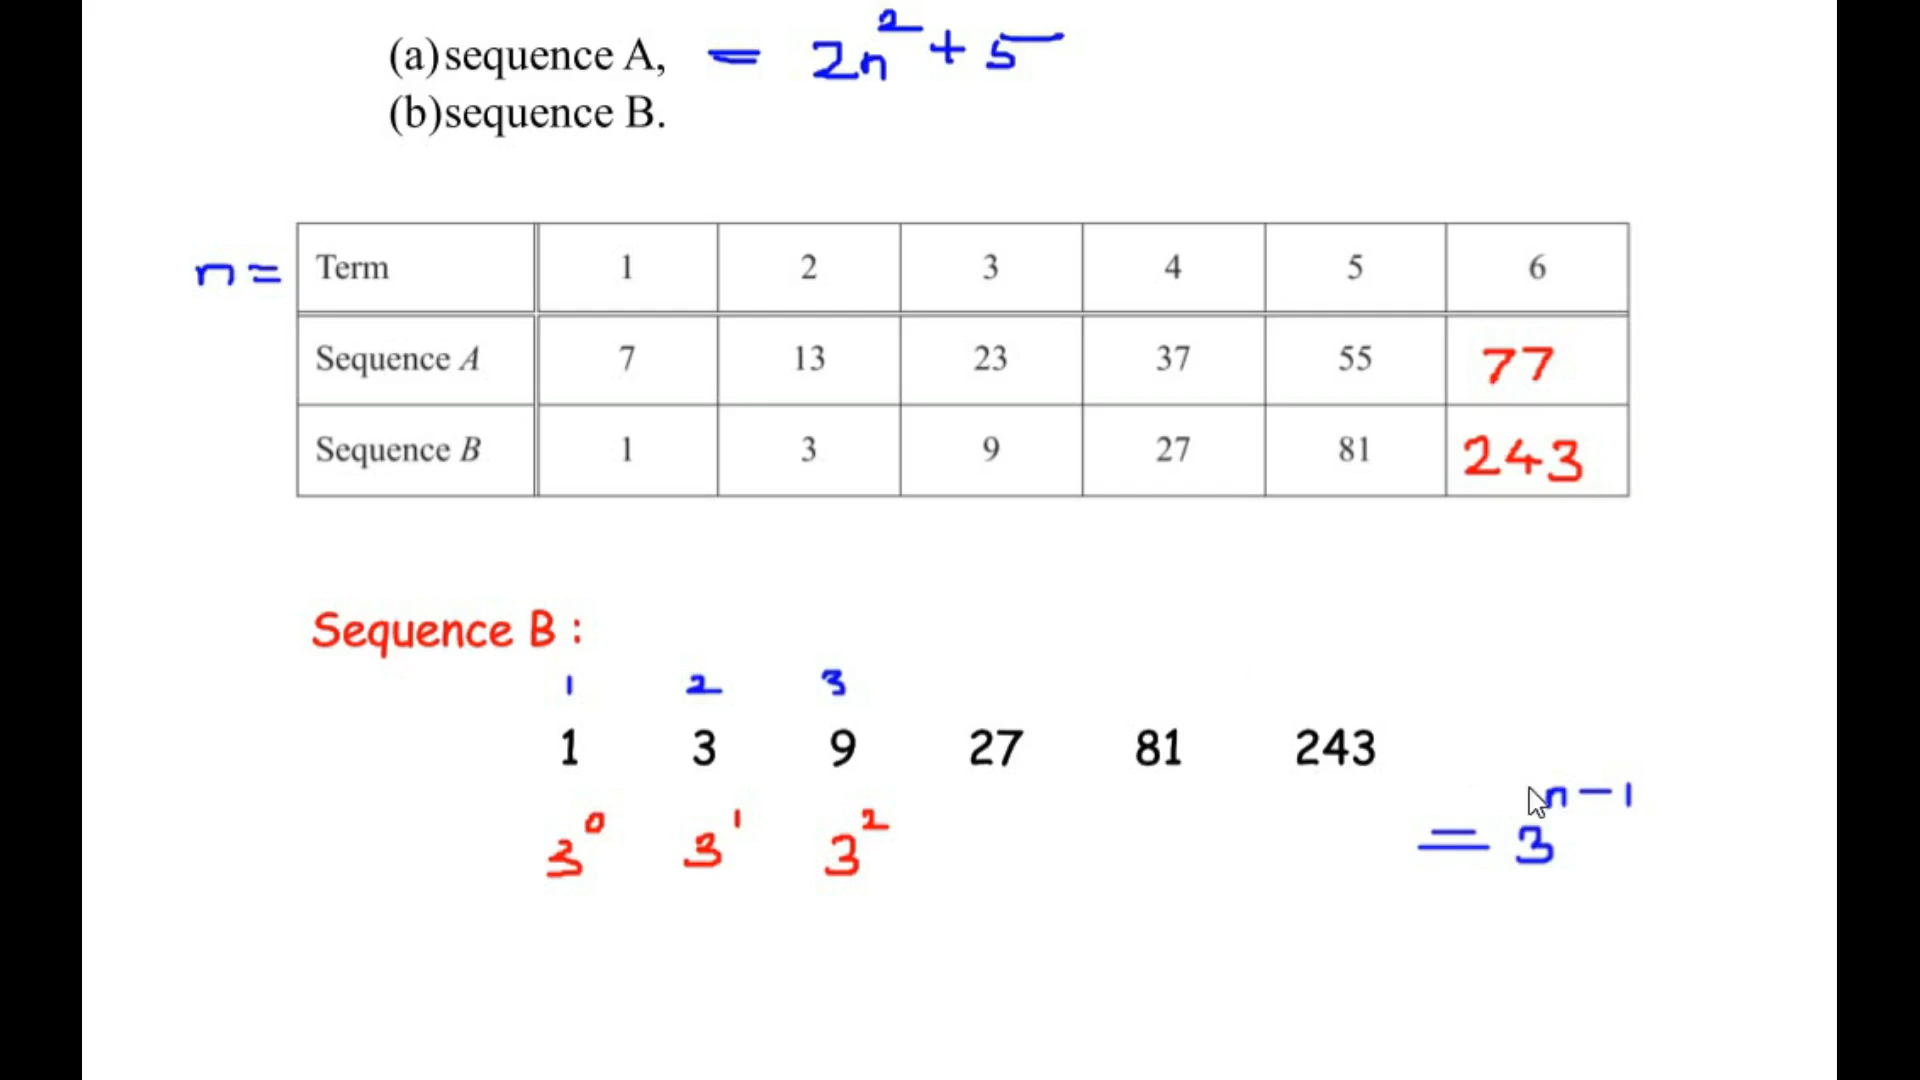 (a) sequence A, = 2n² + 5
(b) sequence B.
n = Term 1 2 3 4 5 6
Sequence A 7 13 23 37 55 77
Sequence B 1 3 9 27 81 243
Sequence B :
1 2 3
1 3 9 27 81 243
3⁰ 3¹ 3² = 3ⁿ⁻¹